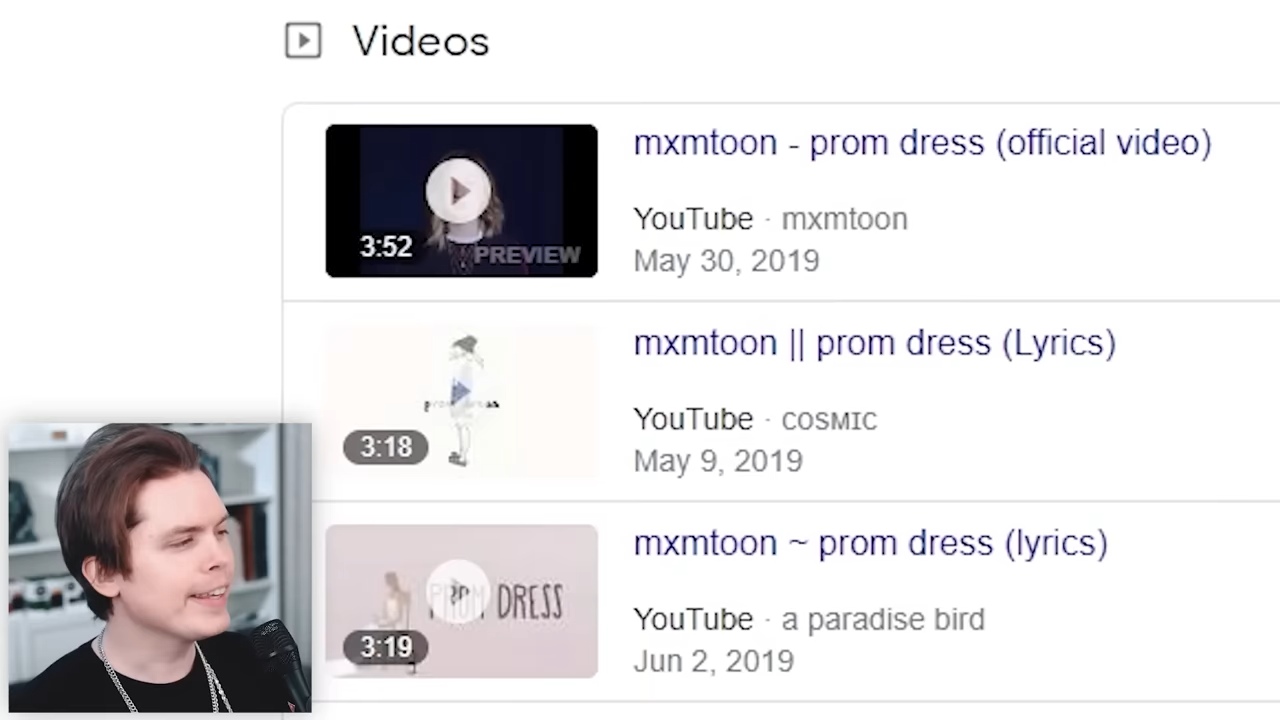 Videos
mxmtoon - prom dress (official video)
3:52
PREVIEW
YouTube · mxmtoon
May 30, 2019
mxmtoon || prom dress (Lyrics)
3:18
YouTube · ᴄᴏsᴍɪᴄ
May 9, 2019
mxmtoon ~ prom dress (lyrics)
PROM DRESS
3:19
YouTube · a paradise bird
Jun 2, 2019